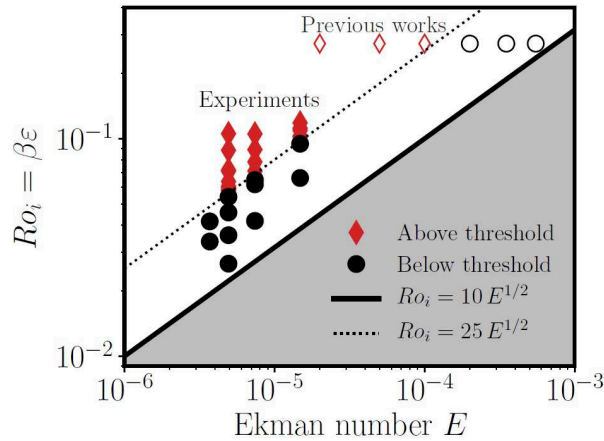 Previous works
Experiments
10^{-1}
10^{-2}
Ro_i = βε
Above threshold
Below threshold
Ro_i = 10 E^{1/2}
Ro_i = 25 E^{1/2}
10^{-6} 10^{-5} 10^{-4} 10^{-3}
Ekman number E